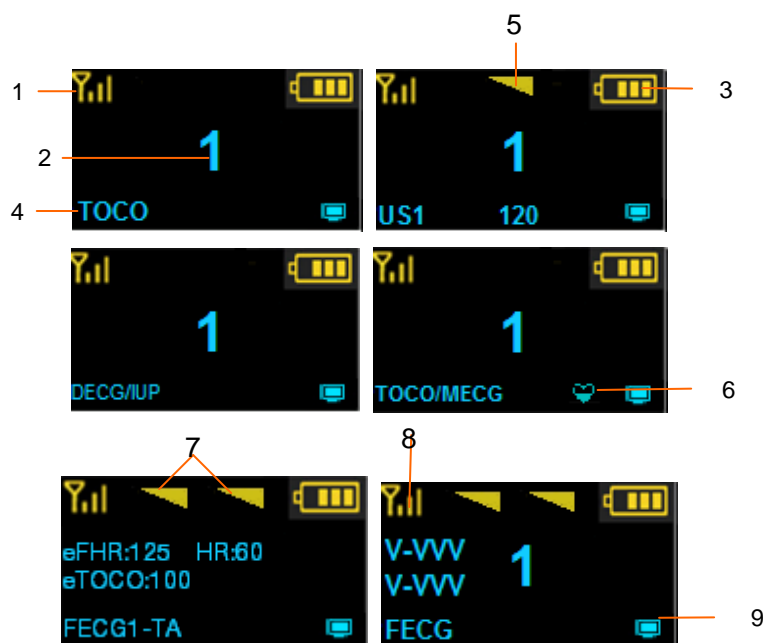 5
1
3
2
1
1
4
TOCO
US1 120
1
1
DECG/IUP
TOCO/MECG
6
7
8
eFHR:125 HR:60
eTOCO:100
V-VVV
V-VVV
1
FECG1-TA
FECG
9